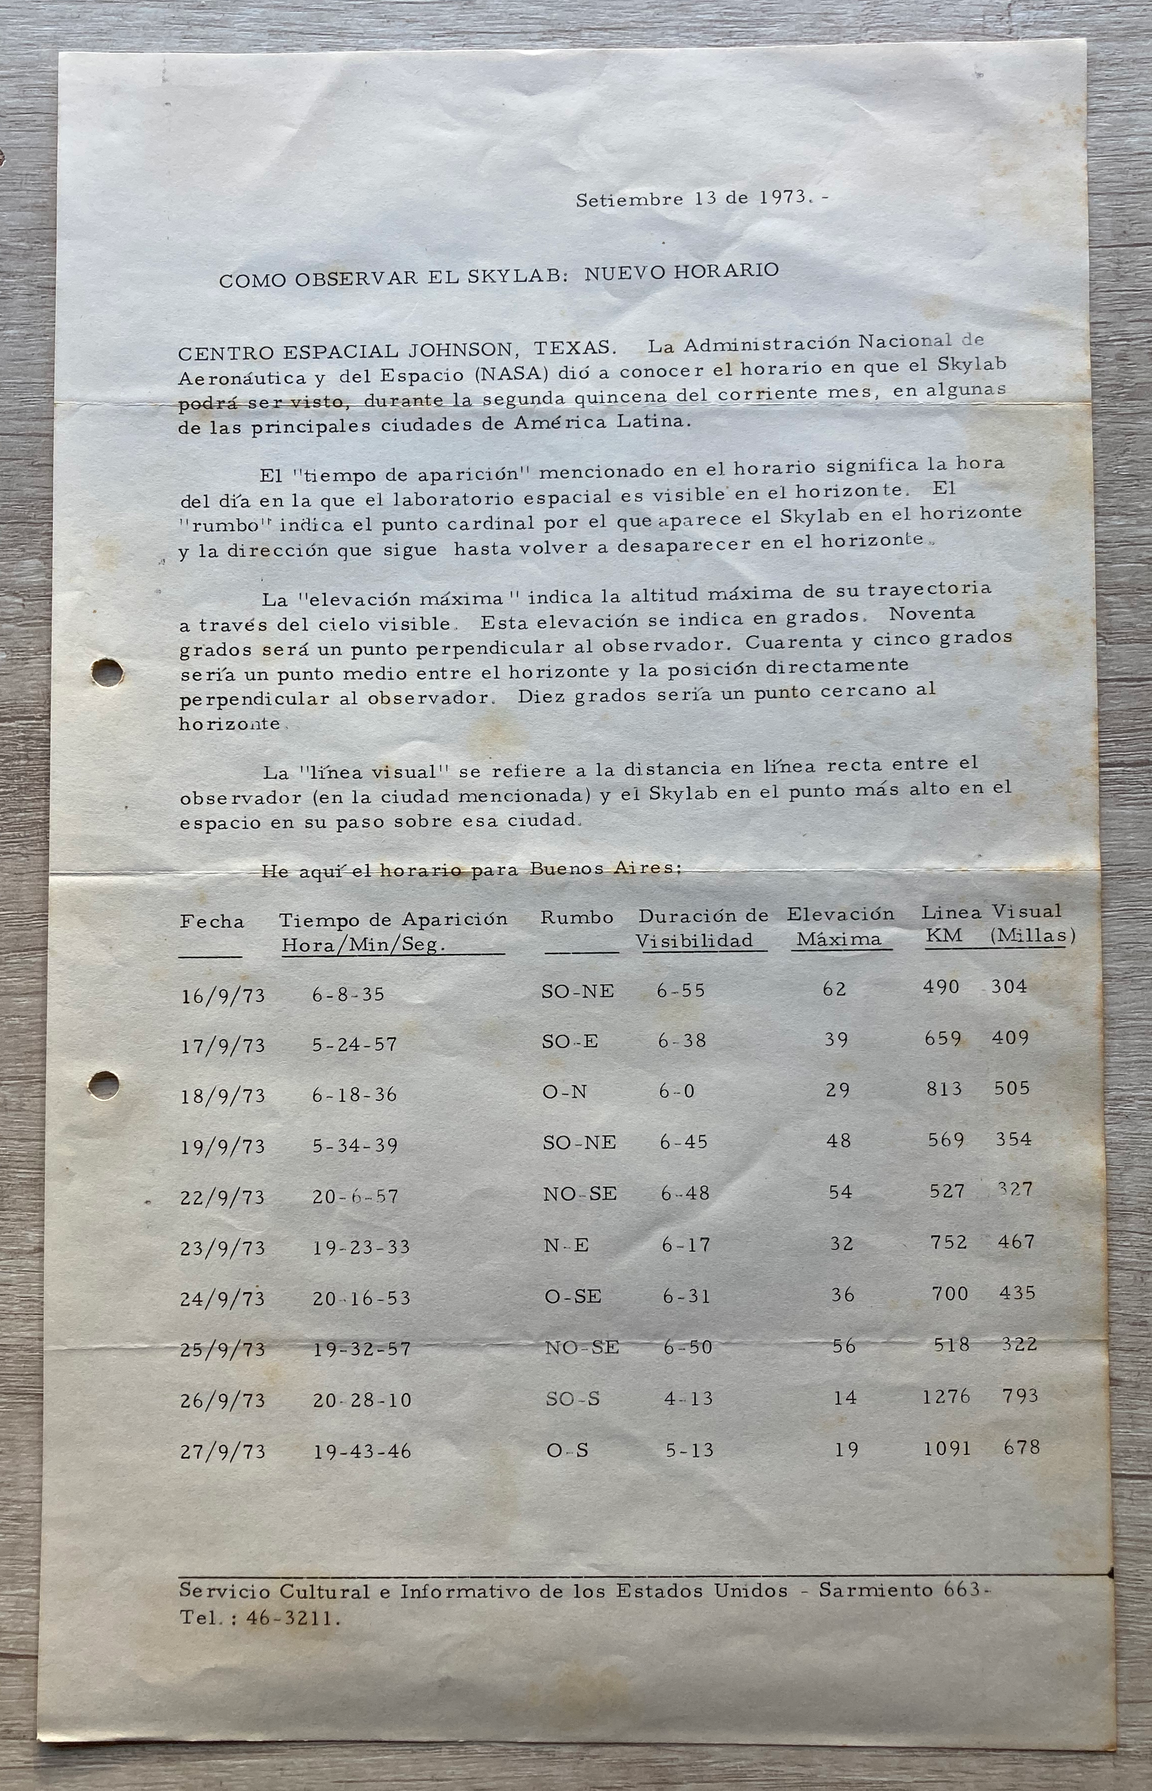 Setiembre 13 de 1973. -
COMO OBSERVAR EL SKYLAB: NUEVO HORARIO
CENTRO ESPACIAL JOHNSON, TEXAS. La Administración Nacional de
Aeronáutica y del Espacio (NASA) dió a conocer el horario en que el Skylab
podrá ser visto, durante la segunda quincena del corriente mes, en algunas
de las principales ciudades de América Latina.
El "tiempo de aparición" mencionado en el horario significa la hora
del día en la que el laboratorio espacial es visible en el horizonte. El
"rumbo" indica el punto cardinal por el que aparece el Skylab en el horizonte
y la dirección que sigue hasta volver a desaparecer en el horizonte.
La "elevación máxima" indica la altitud máxima de su trayectoria
a través del cielo visible. Esta elevación se indica en grados. Noventa
grados será un punto perpendicular al observador. Cuarenta y cinco grados
sería un punto medio entre el horizonte y la posición directamente
perpendicular al observador. Diez grados sería un punto cercano al
horizonte.
La "línea visual" se refiere a la distancia en línea recta entre el
observador (en la ciudad mencionada) y el Skylab en el punto más alto en el
espacio en su paso sobre esa ciudad.
He aquí el horario para Buenos Aires:
Fecha Tiempo de Aparición Rumbo Duración de Elevación Linea Visual
Hora/Min/Seg. Visibilidad Máxima KM (Millas)
16/9/73 6-8-35 SO-NE 6-55 62 490 304
17/9/73 5-24-57 SO-E 6-38 39 659 409
18/9/73 6-18-36 O-N 6-0 29 813 505
19/9/73 5-34-39 SO-NE 6-45 48 569 354
22/9/73 20-6-57 NO-SE 6-48 54 527 327
23/9/73 19-23-33 N-E 6-17 32 752 467
24/9/73 20-16-53 O-SE 6-31 36 700 435
25/9/73 19-32-57 NO-SE 6-50 56 518 322
26/9/73 20-28-10 SO-S 4-13 14 1276 793
27/9/73 19-43-46 O-S 5-13 19 1091 678
Servicio Cultural e Informativo de los Estados Unidos - Sarmiento 663-
Tel. : 46-3211.